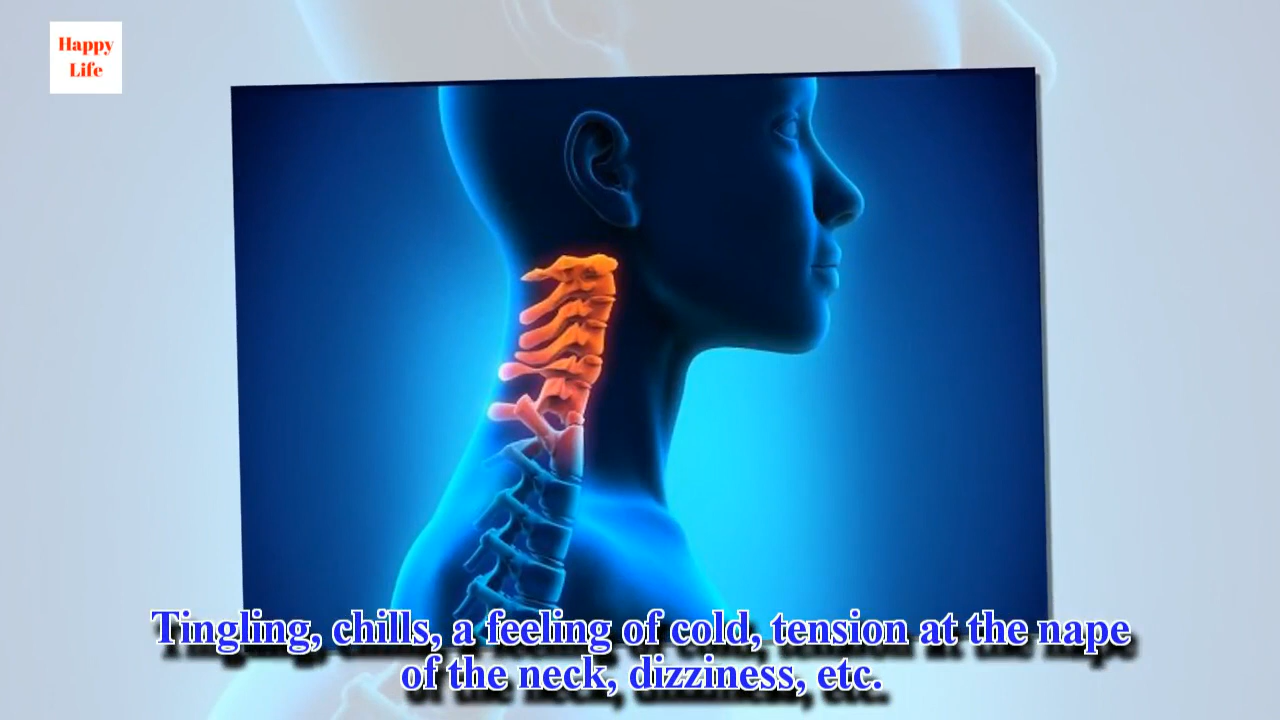 Happy
Life
Tingling, chills, a feeling of cold, tension at the nape
of the neck, dizziness, etc.